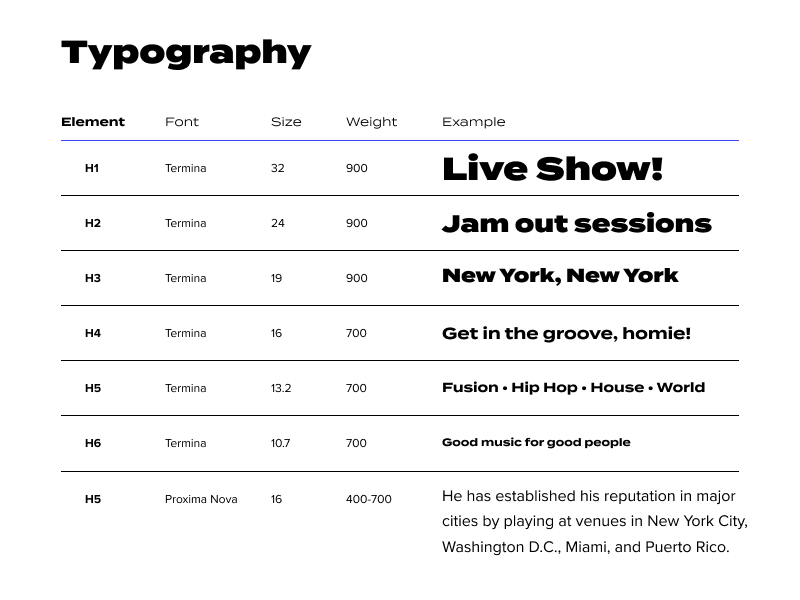 Typography
Element Font Size Weight Example
H1 Termina 32 900 Live Show!
H2 Termina 24 900 Jam out sessions
H3 Termina 19 900 New York, New York
H4 Termina 16 700 Get in the groove, homie!
H5 Termina 13.2 700 Fusion • Hip Hop • House • World
H6 Termina 10.7 700 Good music for good people
H5 Proxima Nova 16 400-700 He has established his reputation in major
cities by playing at venues in New York City,
Washington D.C., Miami, and Puerto Rico.